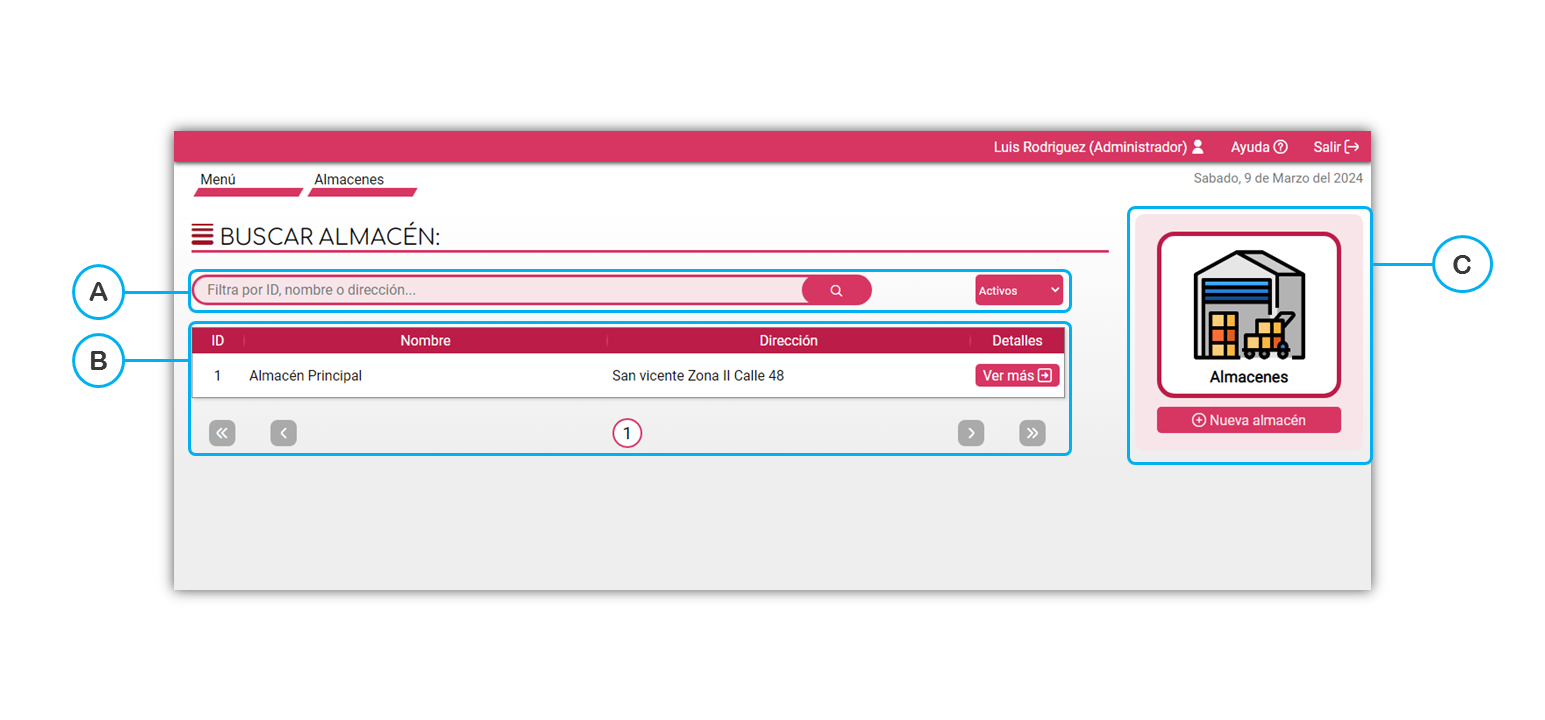 Luis Rodriguez (Administrador) Ayuda Salir
Menú Almacenes Sabado, 9 de Marzo del 2024
BUSCAR ALMACÉN:
A
Filtra por ID, nombre o dirección...
Activos
B
ID Nombre Dirección Detalles
1 Almacén Principal San vicente Zona II Calle 48 Ver más
1
C
Almacenes
Nueva almacén